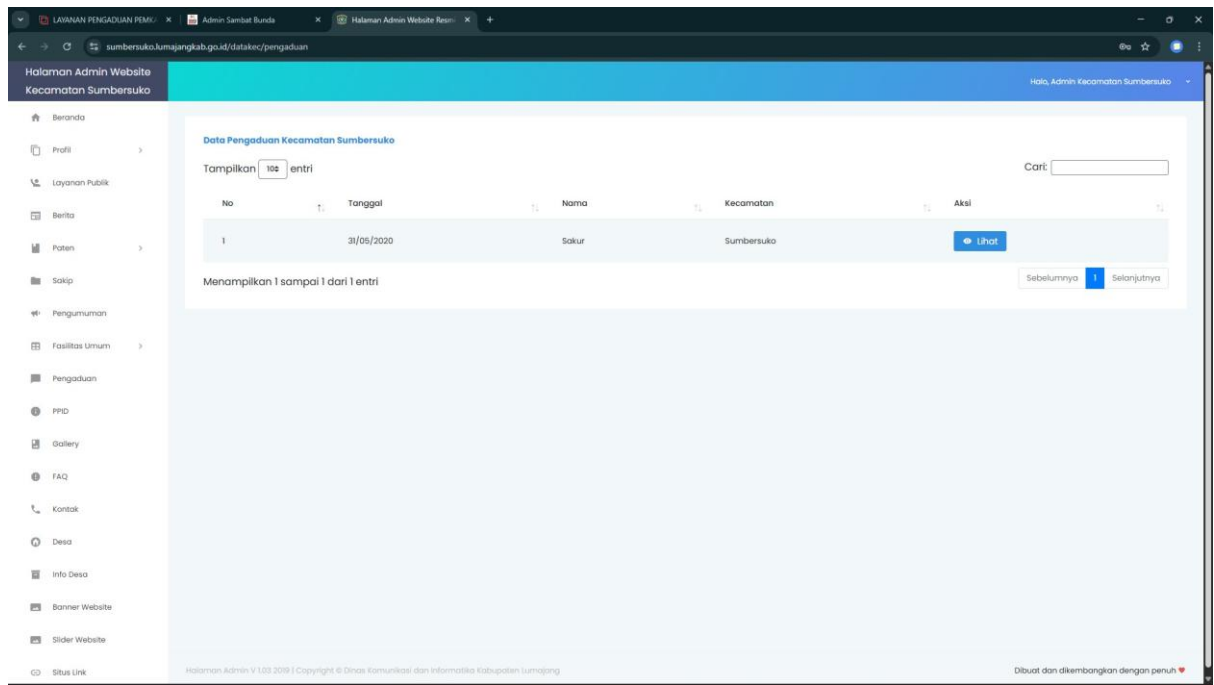 LAYANAN PENGADUAN PEMK
Admin Sambat Bunda
Halaman Admin Website Resmi
sumbersuko.lumajangkab.go.id/datakec/pengaduan
Halaman Admin Website
Kecamatan Sumbersuko
Halo, Admin Kecamatan Sumbersuko
Beranda
Profil
Layanan Publik
Berita
Paten
Sakip
Pengumuman
Fasilitas Umum
Pengaduan
PPID
Gallery
FAQ
Kontak
Desa
Info Desa
Banner Website
Slider Website
Situs Link
Data Pengaduan Kecamatan Sumbersuko
Tampilkan 10 entri
Cari:
No Tanggal Nama Kecamatan Aksi
1 31/05/2020 Sakur Sumbersuko Lihat
Menampilkan 1 sampai 1 dari 1 entri
Sebelumnya 1 Selanjutnya
Halaman Admin V 1.03 2019 | Copyright © Dinas Komunikasi dan Informatika Kabupaten Lumajang
Dibuat dan dikembangkan dengan penuh